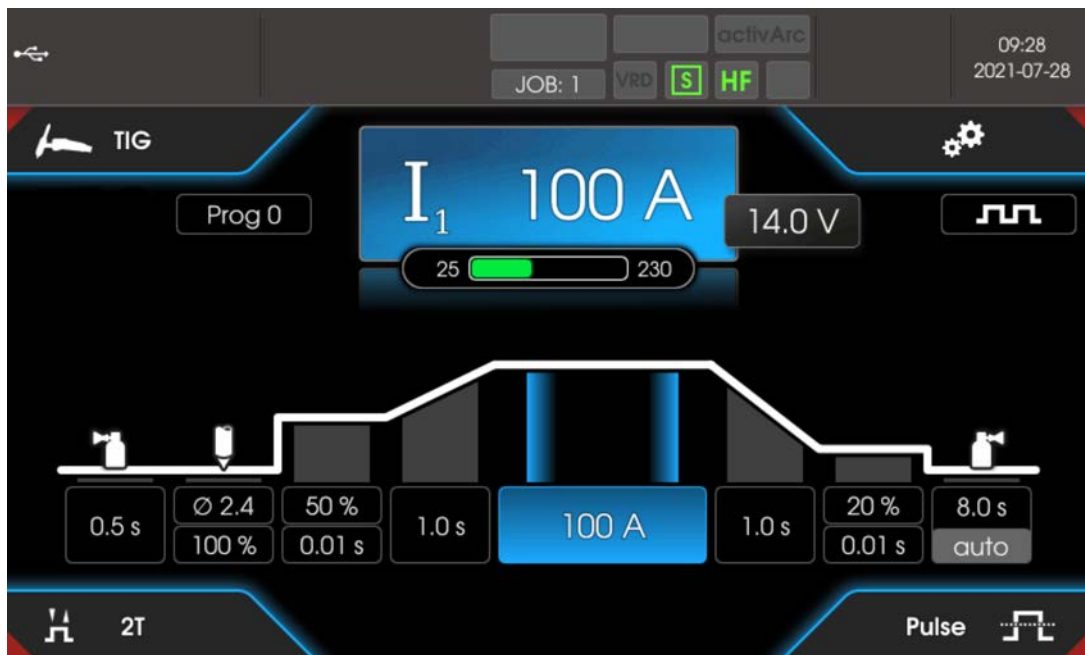 activArc
09:28
2021-07-28
JOB: 1
VRD
S
HF
TIG
Prog 0
I1 100 A
14.0 V
25
230
0.5 s
Ø 2.4
100 %
50 %
0.01 s
1.0 s
100 A
1.0 s
20 %
0.01 s
8.0 s
auto
2T
Pulse